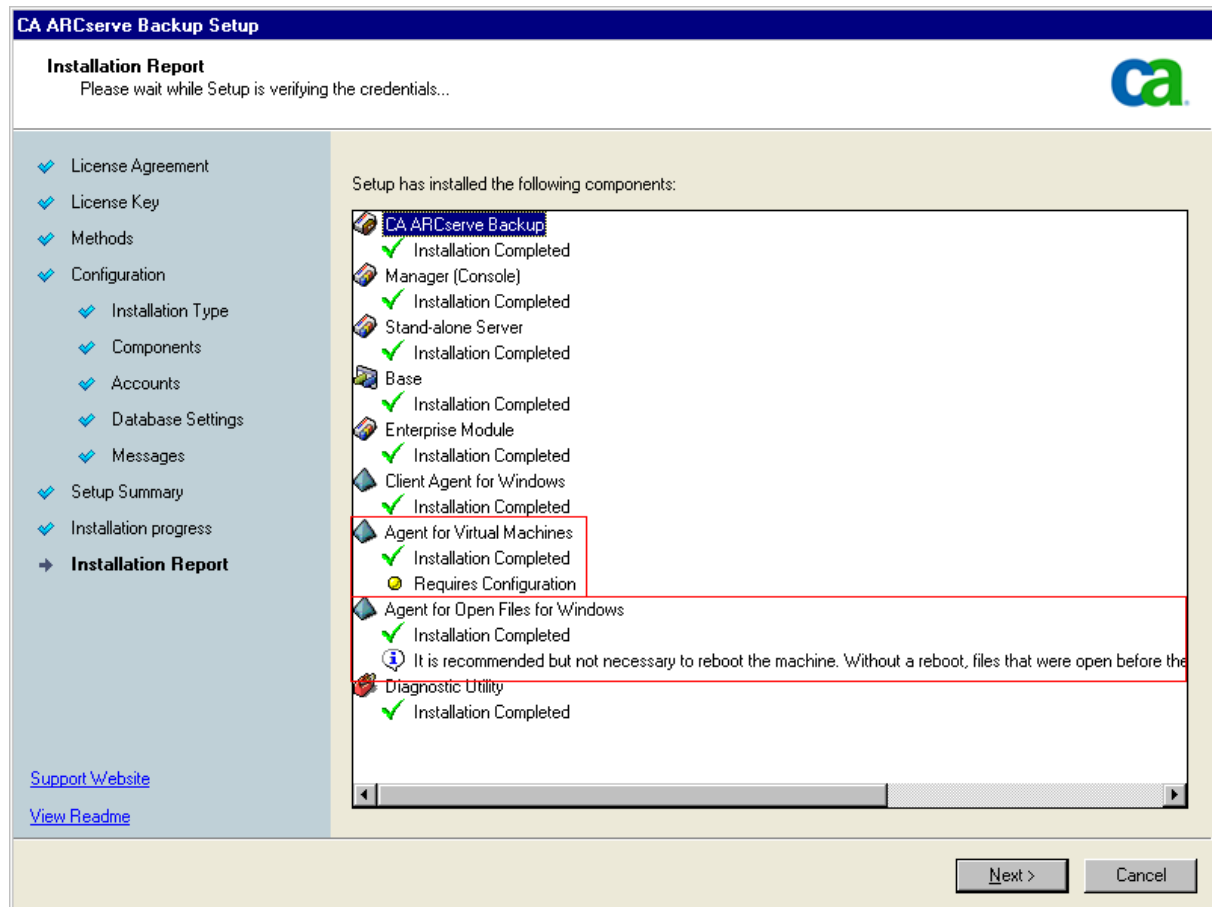 CA ARCserve Backup Setup
Installation Report
Please wait while Setup is verifying the credentials...
ca
License Agreement
License Key
Methods
Configuration
Installation Type
Components
Accounts
Database Settings
Messages
Setup Summary
Installation progress
Installation Report
Support Website
View Readme
Setup has installed the following components:
CA ARCserve Backup
Installation Completed
Manager (Console)
Installation Completed
Stand-alone Server
Installation Completed
Base
Installation Completed
Enterprise Module
Installation Completed
Client Agent for Windows
Installation Completed
Agent for Virtual Machines
Installation Completed
Requires Configuration
Agent for Open Files for Windows
Installation Completed
It is recommended but not necessary to reboot the machine. Without a reboot, files that were open before the
Diagnostic Utility
Installation Completed
Next >
Cancel